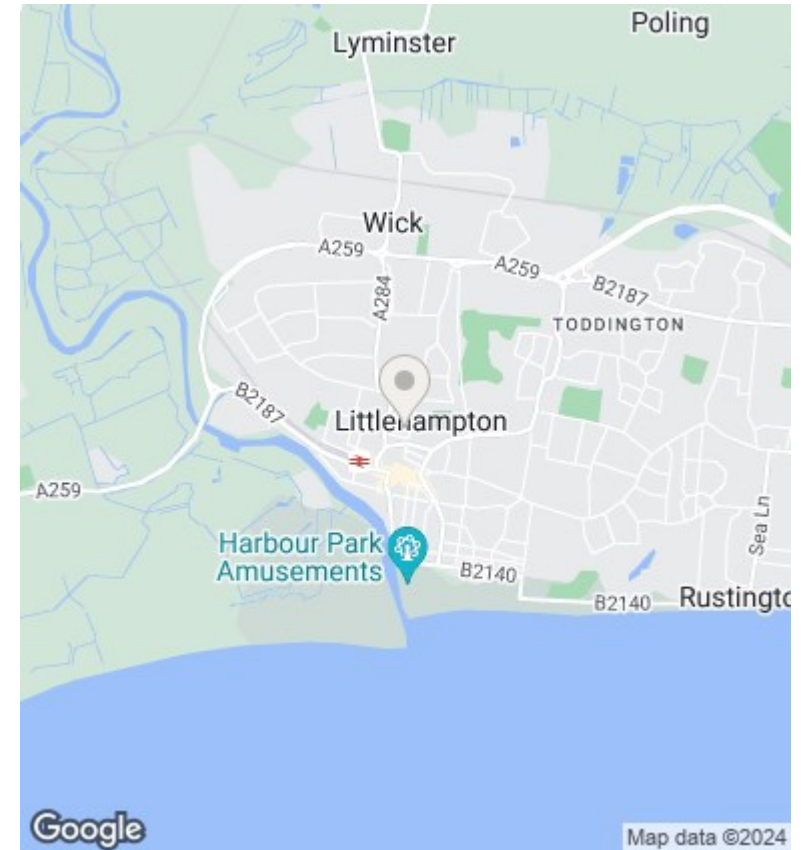 Poling
Lyminster
Wick
A259
A259
B2187
A284
TODDINGTON
Littlehampton
B2187
A259
Sea Ln
Harbour Park
Amusements
B2140
B2140
Rustingto
Google
Map data ©2024